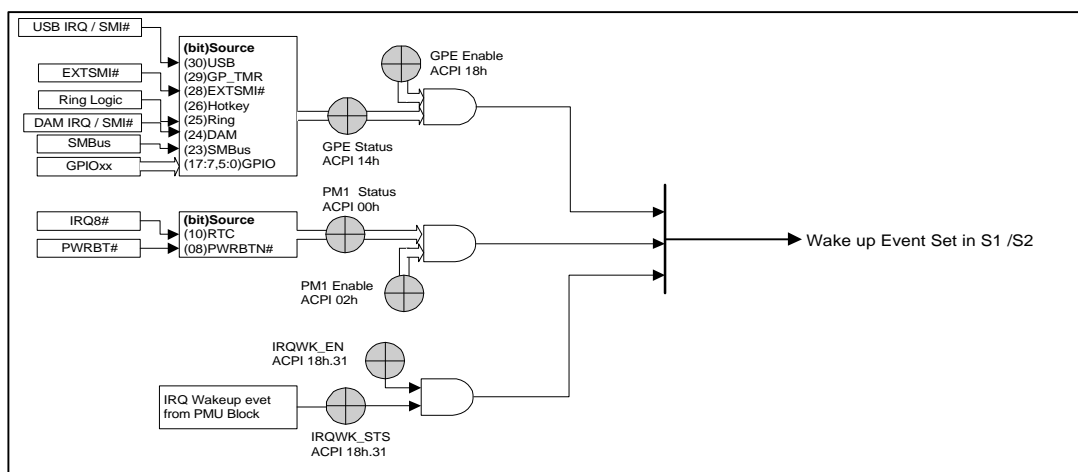 USB IRQ / SMI#
EXTSMI#
Ring Logic
DAM IRQ / SMI#
SMBus
GPIOxx
(bit)Source
(30)USB
(29)GP_TMR
(28)EXTSMI#
(26)Hotkey
(25)Ring
(24)DAM
(23)SMBus
(17:7,5:0)GPIO
GPE Enable
ACPI 18h
GPE Status
ACPI 14h
IRQ8#
PWRBT#
(bit)Source
(10)RTC
(08)PWRBTN#
PM1 Status
ACPI 00h
PM1 Enable
ACPI 02h
Wake up Event Set in S1 /S2
IRQWK_EN
ACPI 18h.31
IRQ Wakeup evet
from PMU Block
IRQWK_STS
ACPI 18h.31